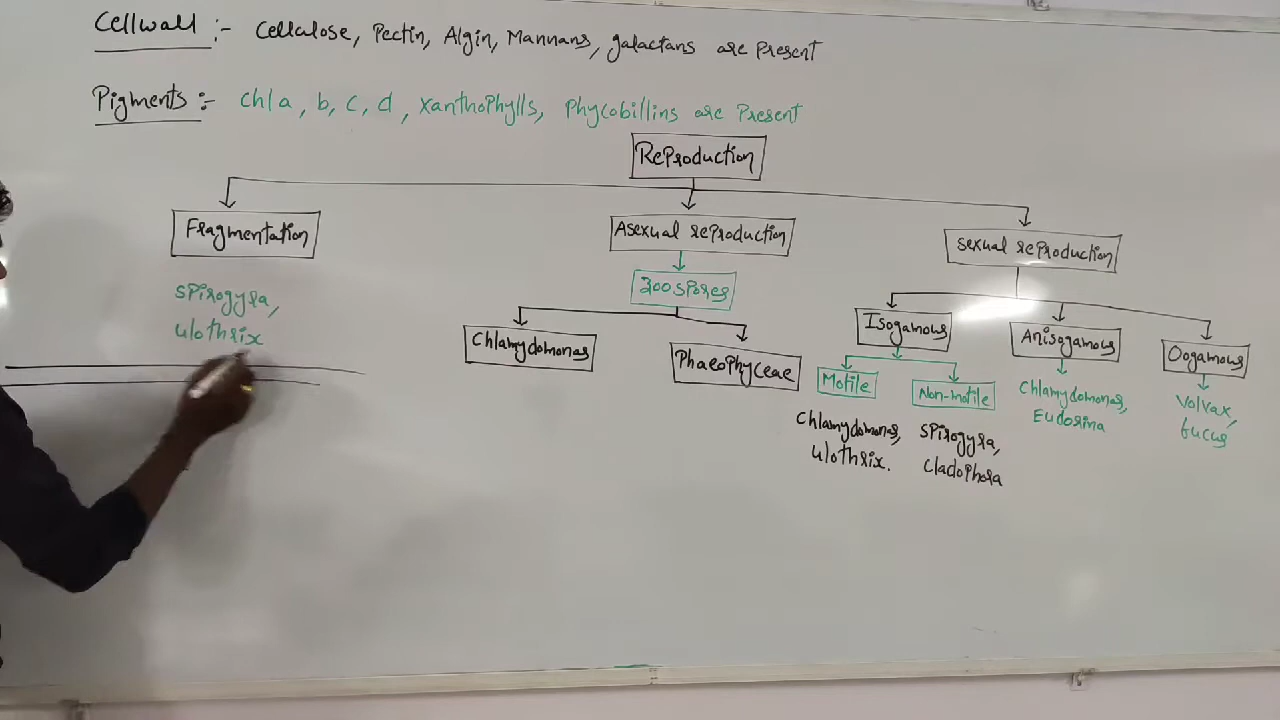 Cellwall :- Cellulose, Pectin, Algin, Mannans, galactans are Present
Pigments :- chl a, b, c, d, xanthophylls, Phycobillins are Present
Reproduction
Fragmentation
Asexual reproduction
sexual reproduction
spirogyra,
ulothrix
zoospores
Chlamydomonas
Phaeophyceae
Isogamous
Anisogamous
Oogamous
Motile
Non-motile
Chlamydomonas,
ulothrix.
spirogyra,
cladophora
Chlamydomonas,
Eudorina
Volvax,
fucus